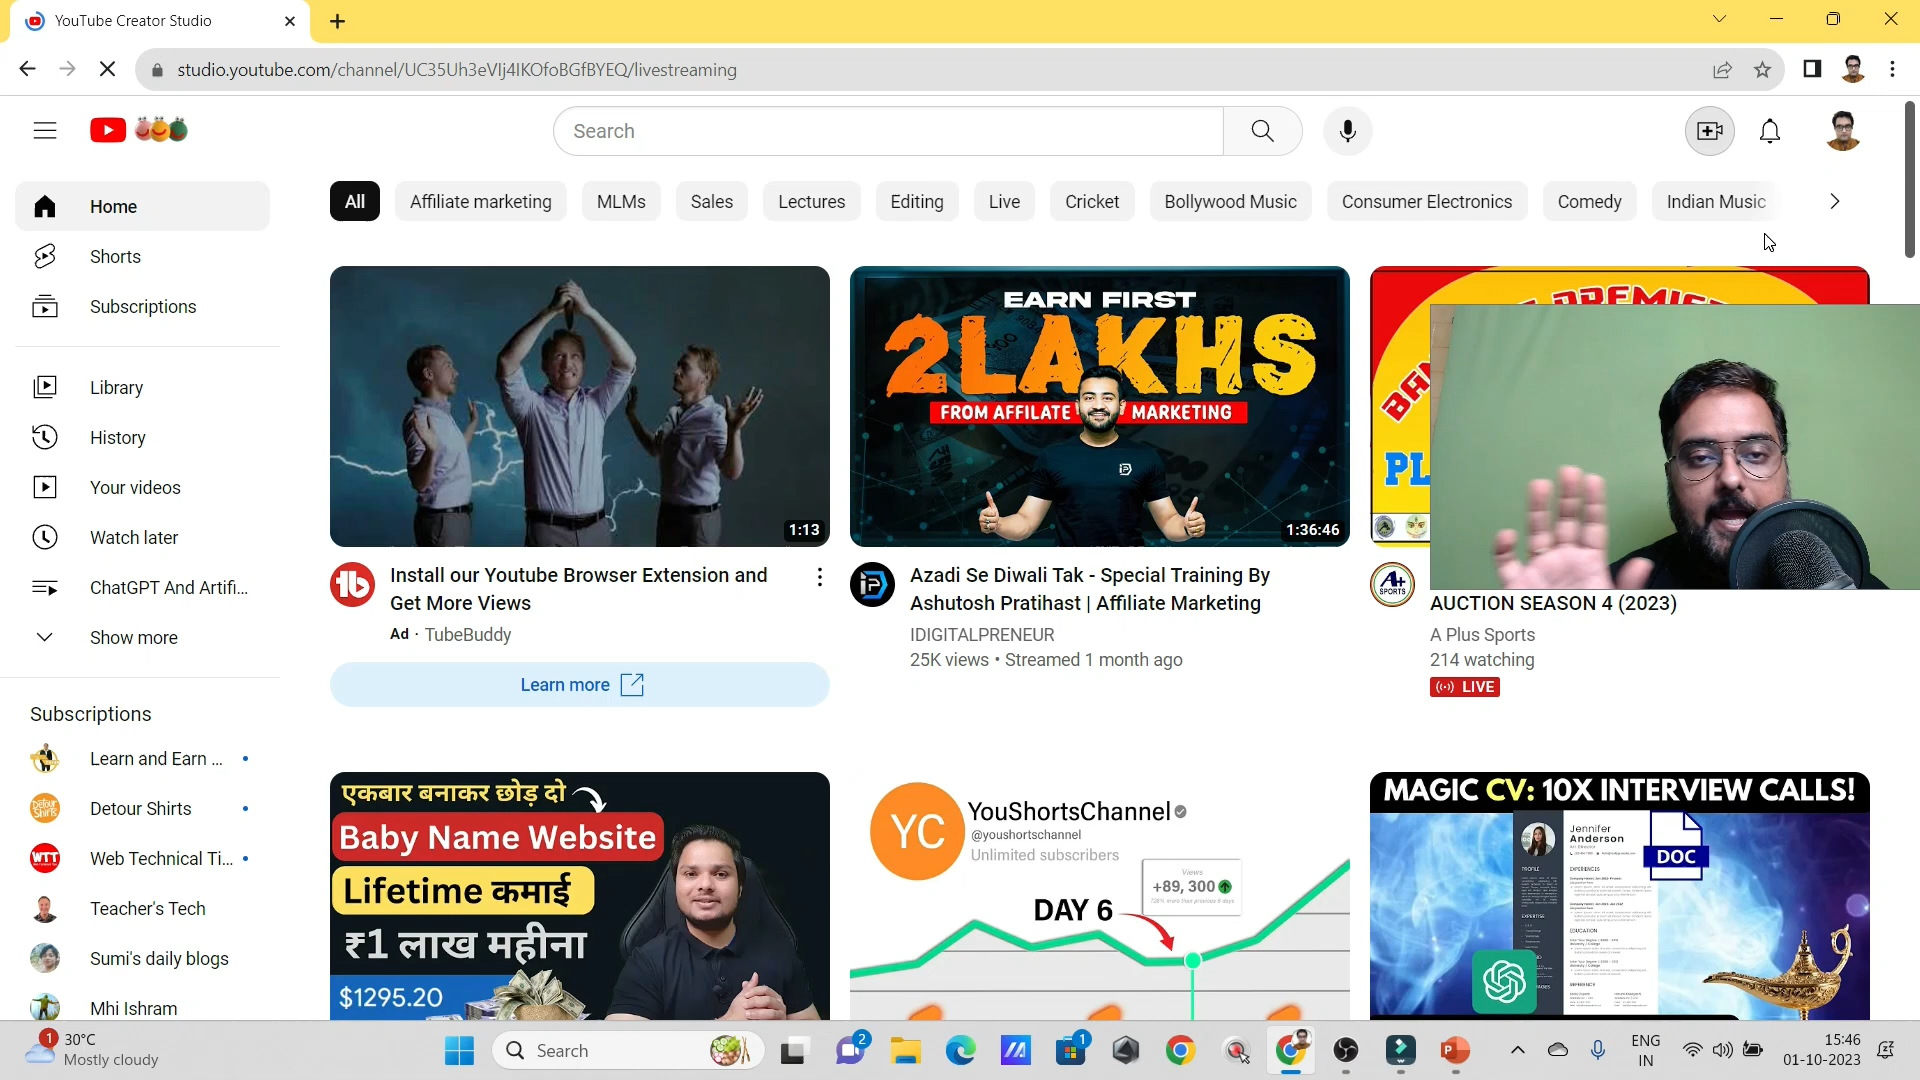 YouTube Creator Studio
studio.youtube.com/channel/UC35Uh3eVIj4IKOfoBGfBYEQ/livestreaming
Search
Home
Shorts
Subscriptions
Library
History
Your videos
Watch later
ChatGPT And Artifi...
Show more
Subscriptions
Learn and Earn ...
Detour Shirts
Web Technical Ti...
Teacher's Tech
Sumi's daily blogs
Mhi Ishram
All
Affiliate marketing
MLMs
Sales
Lectures
Editing
Live
Cricket
Bollywood Music
Consumer Electronics
Comedy
Indian Music
1:13
Install our Youtube Browser Extension and
Get More Views
Ad · TubeBuddy
Learn more
EARN FIRST
2LAKHS
FROM AFFILATE MARKETING
1:36:46
Azadi Se Diwali Tak - Special Training By
Ashutosh Pratihast | Affiliate Marketing
IDIGITALPRENEUR
25K views • Streamed 1 month ago
PL
A+
SPORTS
AUCTION SEASON 4 (2023)
A Plus Sports
214 watching
LIVE
एकबार बनाकर छोड़ दो
Baby Name Website
Lifetime कमाई
₹1 लाख महीना
$1295.20
YC
YouShortsChannel
@youshortschannel
Unlimited subscribers
Views
+89, 300
DAY 6
MAGIC CV: 10X INTERVIEW CALLS!
Jennifer
Anderson
DOC
1
30°C
Mostly cloudy
Search
2
1
ENG
IN
15:46
01-10-2023